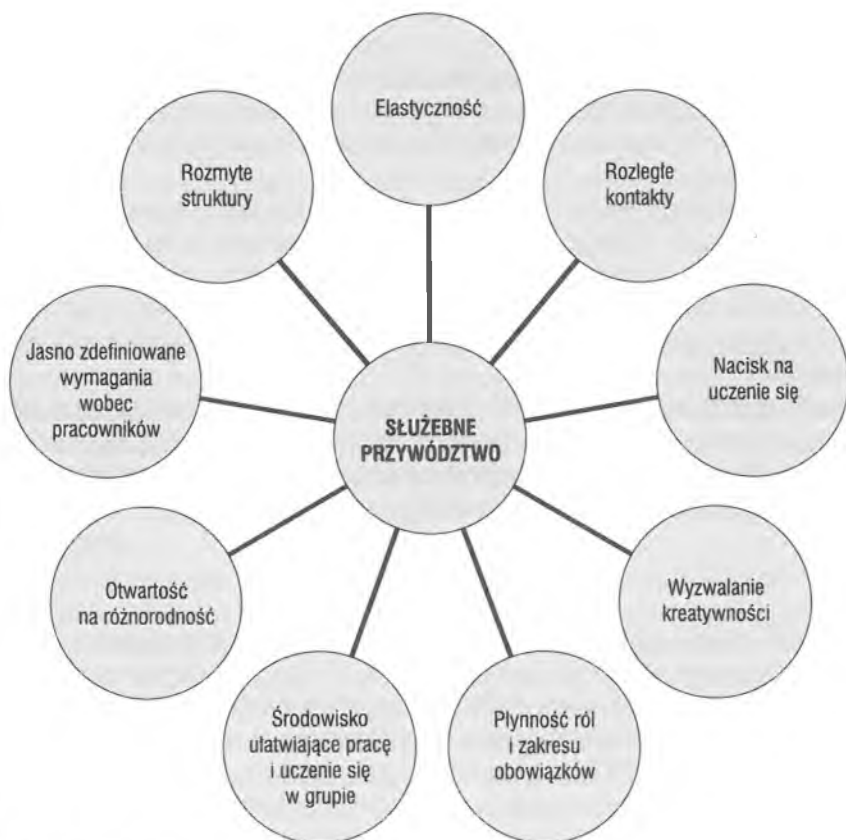 Elastyczność
Rozległe
kontakty
Nacisk na
uczenie się
Wyzwalanie
kreatywności
Płynność ról
i zakresu
obowiązków
Środowisko
ułatwiające pracę
i uczenie się
w grupie
Otwartość
na różnorodność
Jasno zdefiniowane
wymagania
wobec
pracowników
Rozmyte
struktury
SŁUŻEBNE
PRZYWÓDZTWO